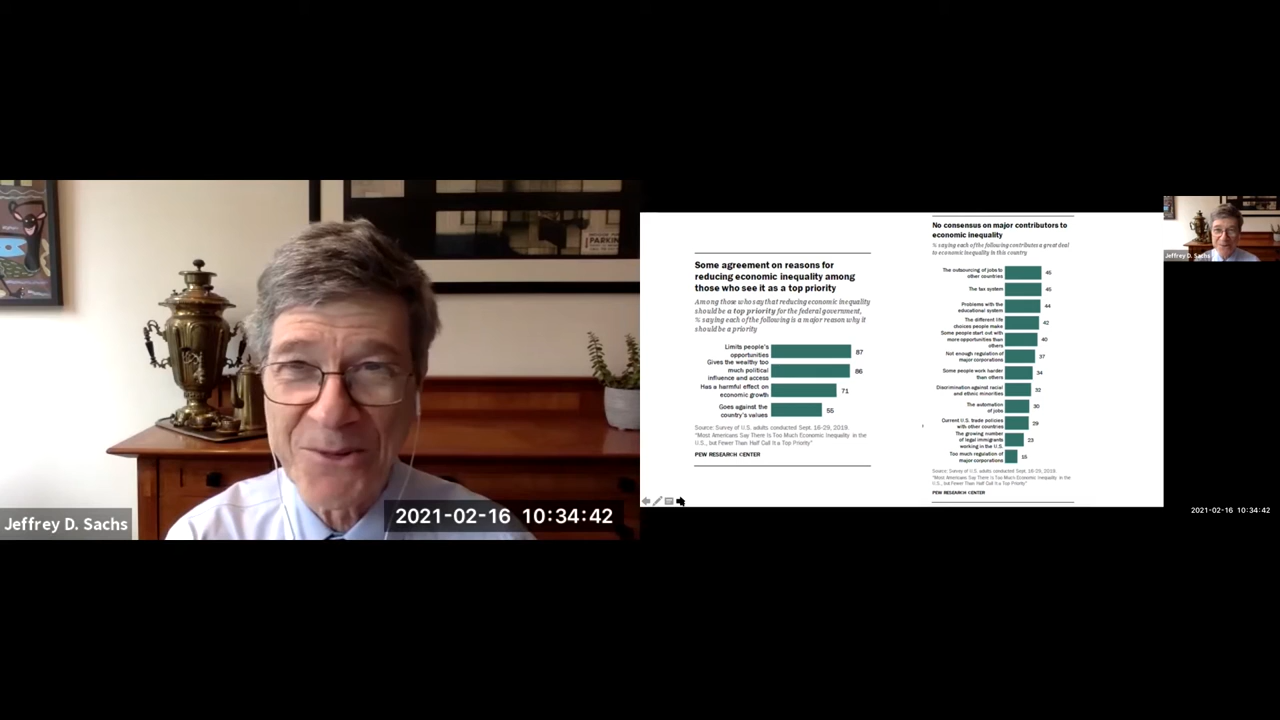 PARKIN
Jeffrey D. Sachs
2021-02-16 10:34:42
Some agreement on reasons for
reducing economic inequality among
those who see it as a top priority
Among those who say that reducing economic inequality
should be a top priority for the federal government,
% saying each of the following is a major reason why it
should be a priority
Limits people's
opportunities
87
Gives the wealthy too
much political
influence and access
86
Has a harmful effect on
economic growth
71
Goes against the
country's values
55
Source: Survey of U.S. adults conducted Sept. 16-29, 2019.
"Most Americans Say There Is Too Much Economic Inequality in the
U.S., but Fewer Than Half Call It a Top Priority"
PEW RESEARCH CENTER
No consensus on major contributors to
economic inequality
% saying each of the following contributes a great deal
to economic inequality in this country
The outsourcing of jobs to
other countries
45
The tax system
45
Problems with the
educational system
44
The different life
choices people make
42
Some people start out with
more opportunities than
others
40
Not enough regulation of
major corporations
37
Some people work harder
than others
34
Discrimination against racial
and ethnic minorities
32
The automation
of jobs
30
Current U.S. trade policies
with other countries
29
The growing number
of legal immigrants
working in the U.S.
23
Too much regulation of
major corporations
16
Source: Survey of U.S. adults conducted Sept. 16-29, 2019.
"Most Americans Say There Is Too Much Economic Inequality in the
U.S., but Fewer Than Half Call It a Top Priority"
PEW RESEARCH CENTER
Jeffrey D. Sachs
2021-02-16 10:34:42